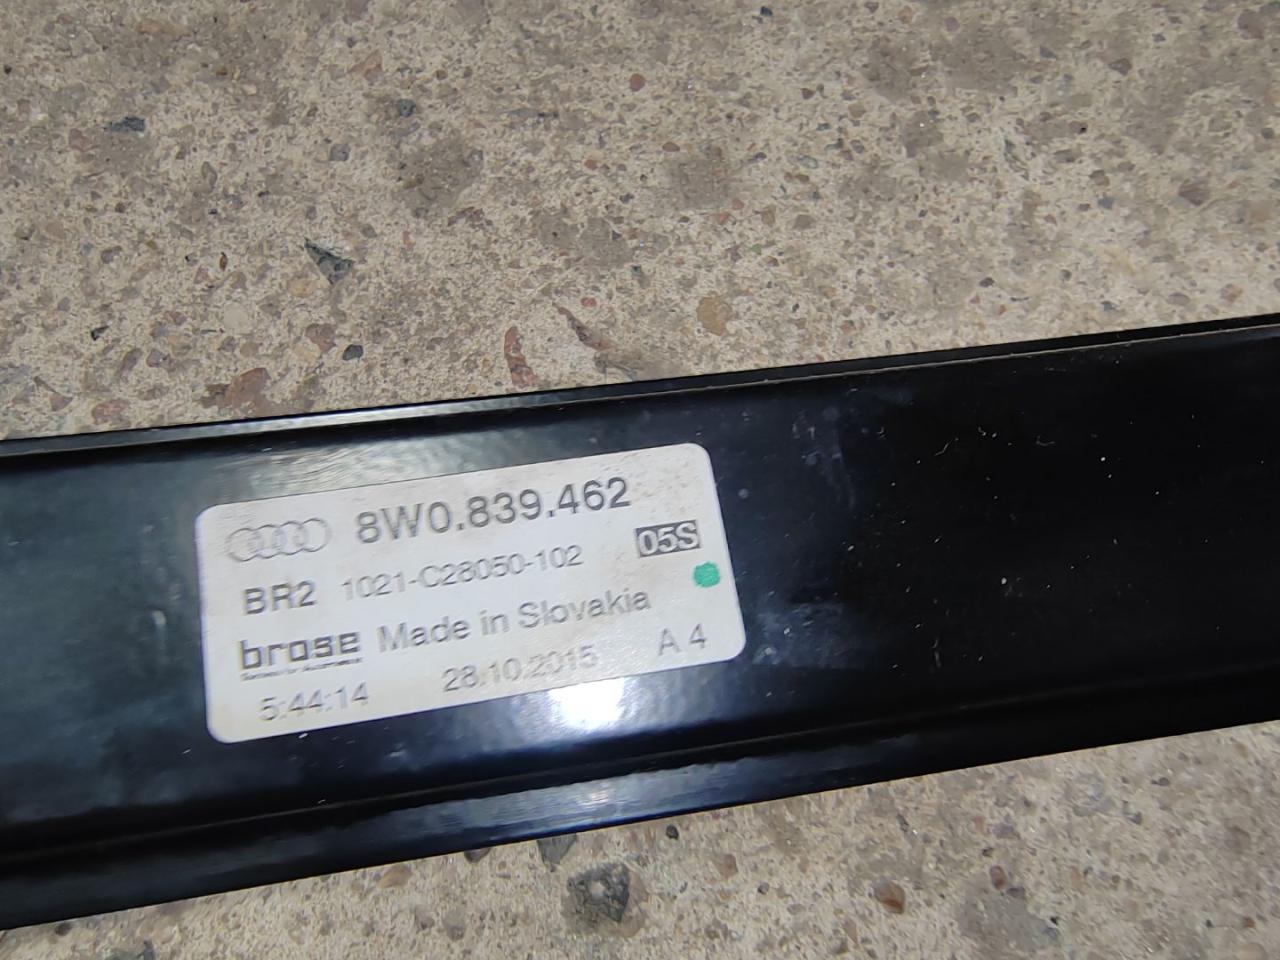 8W0.839.462
05S
BR2 1021-C28050-102
brose Made in Slovakia
5:44:14 28.10.2015 A 4